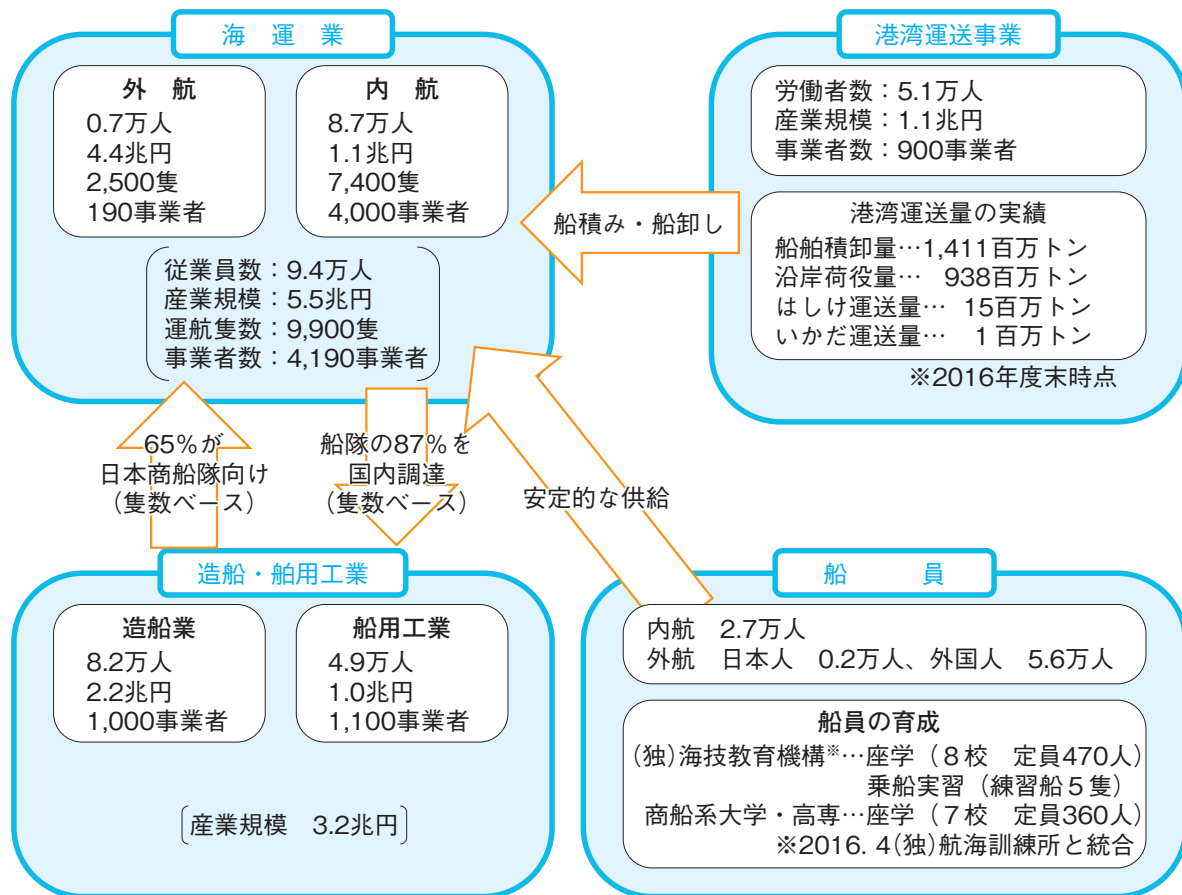 海　運　業
外　航
0.7万人
4.4兆円
2,500隻
190事業者
内　航
8.7万人
1.1兆円
7,400隻
4,000事業者
従業員数：9.4万人
産業規模：5.5兆円
運航隻数：9,900隻
事業者数：4,190事業者
港湾運送事業
労働者数：5.1万人
産業規模：1.1兆円
事業者数：900事業者
港湾運送量の実績
船舶積卸量…1,411百万トン
沿岸荷役量…　938百万トン
はしけ運送量…　15百万トン
いかだ運送量…　1百万トン
※2016年度末時点
船積み・船卸し
65％が
日本商船隊向け
（隻数ベース）
船隊の87％を
国内調達
（隻数ベース）
安定的な供給
造船・舶用工業
造船業
8.2万人
2.2兆円
1,000事業者
舶用工業
4.9万人
1.0兆円
1,100事業者
産業規模　3.2兆円
船　　員
内航　2.7万人
外航　日本人　0.2万人、外国人　5.6万人
船員の育成
(独)海技教育機構※…座学（８校　定員470人）
乗船実習（練習船５隻）
商船系大学・高専…座学（７校　定員360人）
※2016. 4(独)航海訓練所と統合